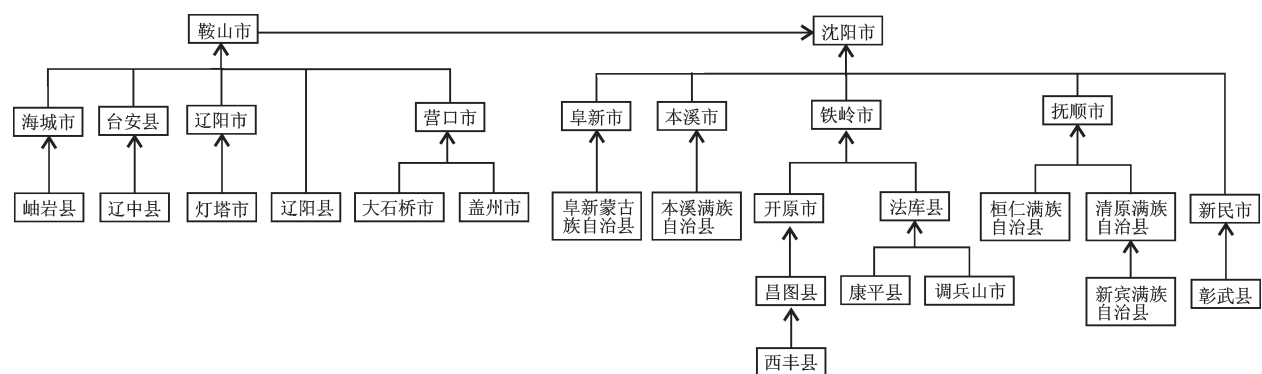 鞍山市
沈阳市
海城市
台安县
辽阳市
营口市
阜新市
本溪市
铁岭市
抚顺市
岫岩县
辽中县
灯塔市
辽阳县
大石桥市
盖州市
阜新蒙古
族自治县
本溪满族
自治县
开原市
法库县
桓仁满族
自治县
清原满族
自治县
新民市
昌图县
康平县
调兵山市
新宾满族
自治县
彰武县
西丰县